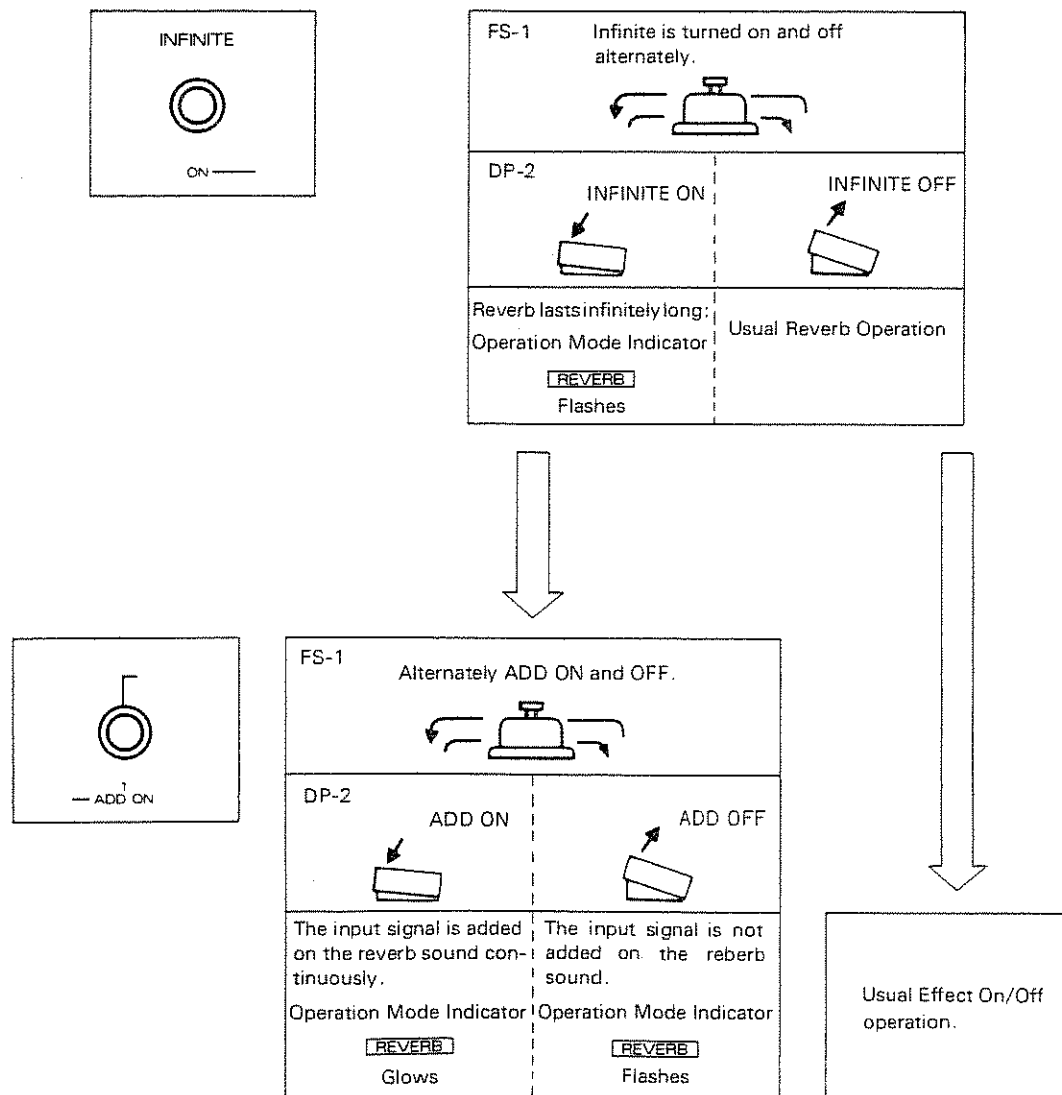 INFINITE
ON
FS-1 Infinite is turned on and off
alternately.
DP-2
INFINITE ON
INFINITE OFF
Reverb lasts infinitely long:
Operation Mode Indicator
REVERB
Flashes
Usual Reverb Operation
ADD ON
FS-1
Alternately ADD ON and OFF.
DP-2
ADD ON
ADD OFF
The input signal is added
on the reverb sound con-
tinuously.
Operation Mode Indicator
REVERB
Glows
The input signal is not
added on the reberb
sound.
Operation Mode Indicator
REVERB
Flashes
Usual Effect On/Off
operation.